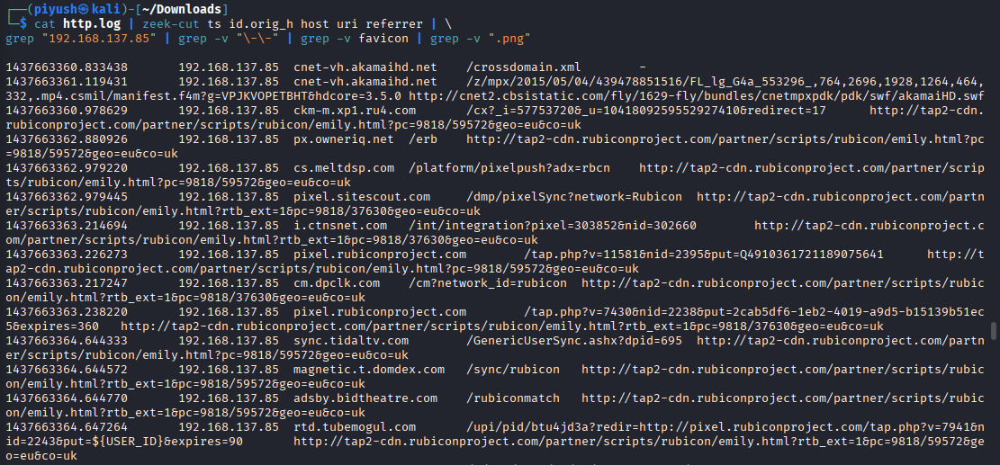 ┌──(piyush㉿kali)-[~/Downloads]
└─$ cat http.log | zeek-cut ts id.orig_h host uri referrer | \
grep "192.168.137.85" | grep -v "\-\-" | grep -v favicon | grep -v ".png"
1437663360.833438 192.168.137.85 cnet-vh.akamaihd.net /crossdomain.xml -
1437663361.119431 192.168.137.85 cnet-vh.akamaihd.net /z/mpx/2015/05/04/439478851516/FL_lg_G4a_553296_,764,2696,1928,1264,464,
332,.mp4.csmil/manifest.f4m?g=VPJKVOPETBHT&hdcore=3.5.0 http://cnet2.cbsistatic.com/fly/1629-fly/bundles/cnetmpxpdk/pdk/swf/akamaiHD.swf
1437663360.978629 192.168.137.85 ckm-m.xp1.ru4.com /cx?_i=57753720&_u=1041809259552927410&redirect=17 http://tap2-cdn.
rubiconproject.com/partner/scripts/rubicon/emily.html?pc=9818/59572&geo=eu&co=uk
1437663362.880926 192.168.137.85 px.owneriq.net /erb http://tap2-cdn.rubiconproject.com/partner/scripts/rubicon/emily.html?pc
=9818/59572&geo=eu&co=uk
1437663362.979220 192.168.137.85 cs.meltdsp.com /platform/pixelpush?adx=rbcn http://tap2-cdn.rubiconproject.com/partner/scrip
ts/rubicon/emily.html?pc=9818/59572&geo=eu&co=uk
1437663362.979445 192.168.137.85 pixel.sitescout.com /dmp/pixelSync?network=Rubicon http://tap2-cdn.rubiconproject.com/partn
er/scripts/rubicon/emily.html?rtb_ext=1&pc=9818/37630&geo=eu&co=uk
1437663363.214694 192.168.137.85 i.ctnsnet.com /int/integration?pixel=303852&nid=302660 http://tap2-cdn.rubiconproject.c
om/partner/scripts/rubicon/emily.html?rtb_ext=1&pc=9818/37630&geo=eu&co=uk
1437663363.226273 192.168.137.85 pixel.rubiconproject.com /tap.php?v=11581&nid=2395&put=Q4910361721189075641 http://t
ap2-cdn.rubiconproject.com/partner/scripts/rubicon/emily.html?pc=9818/59572&geo=eu&co=uk
1437663363.217247 192.168.137.85 cm.dpclk.com /cm?network_id=rubicon http://tap2-cdn.rubiconproject.com/partner/scripts/rubic
on/emily.html?rtb_ext=1&pc=9818/37630&geo=eu&co=uk
1437663363.238220 192.168.137.85 pixel.rubiconproject.com /tap.php?v=7430&nid=2238&put=2cab5df6-1eb2-4019-a9d5-b15139b51ec
5&expires=360 http://tap2-cdn.rubiconproject.com/partner/scripts/rubicon/emily.html?rtb_ext=1&pc=9818/37630&geo=eu&co=uk
1437663364.644333 192.168.137.85 sync.tidaltv.com /GenericUserSync.ashx?dpid=695 http://tap2-cdn.rubiconproject.com/partn
er/scripts/rubicon/emily.html?pc=9818/59572&geo=eu&co=uk
1437663364.644572 192.168.137.85 magnetic.t.domdex.com /sync/rubicon http://tap2-cdn.rubiconproject.com/partner/scripts/rubic
on/emily.html?rtb_ext=1&pc=9818/59572&geo=eu&co=uk
1437663364.644770 192.168.137.85 adsby.bidtheatre.com /rubiconmatch http://tap2-cdn.rubiconproject.com/partner/scripts/rubic
on/emily.html?rtb_ext=1&pc=9818/59572&geo=eu&co=uk
1437663364.647264 192.168.137.85 rtd.tubemogul.com /upi/pid/btu4jd3a?redir=http://pixel.rubiconproject.com/tap.php?v=7941&n
id=2243&put=${USER_ID}&expires=90 http://tap2-cdn.rubiconproject.com/partner/scripts/rubicon/emily.html?rtb_ext=1&pc=9818/59572&ge
o=eu&co=uk